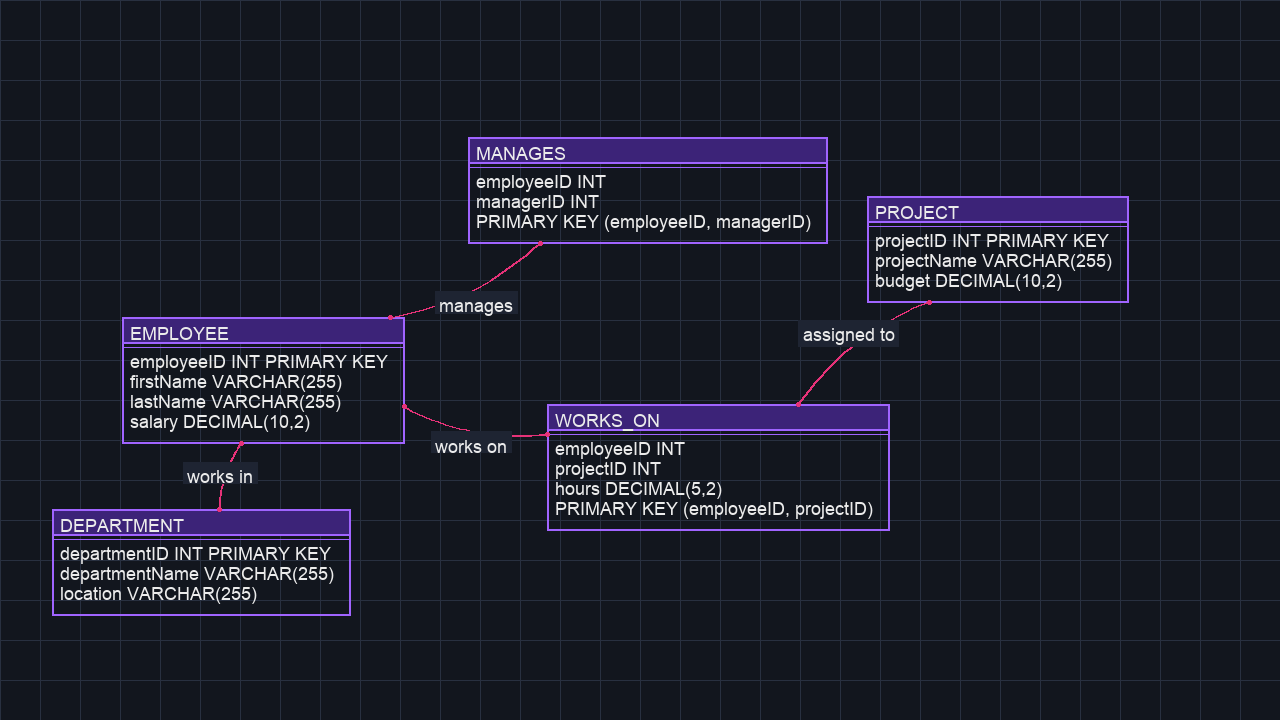 MANAGES
employeeID INT
managerID INT
PRIMARY KEY (employeeID, managerID)
PROJECT
projectID INT PRIMARY KEY
projectName VARCHAR(255)
budget DECIMAL(10,2)
manages
assigned to
EMPLOYEE
employeeID INT PRIMARY KEY
firstName VARCHAR(255)
lastName VARCHAR(255)
salary DECIMAL(10,2)
works on
WORKS_ON
employeeID INT
projectID INT
hours DECIMAL(5,2)
PRIMARY KEY (employeeID, projectID)
works in
DEPARTMENT
departmentID INT PRIMARY KEY
departmentName VARCHAR(255)
location VARCHAR(255)